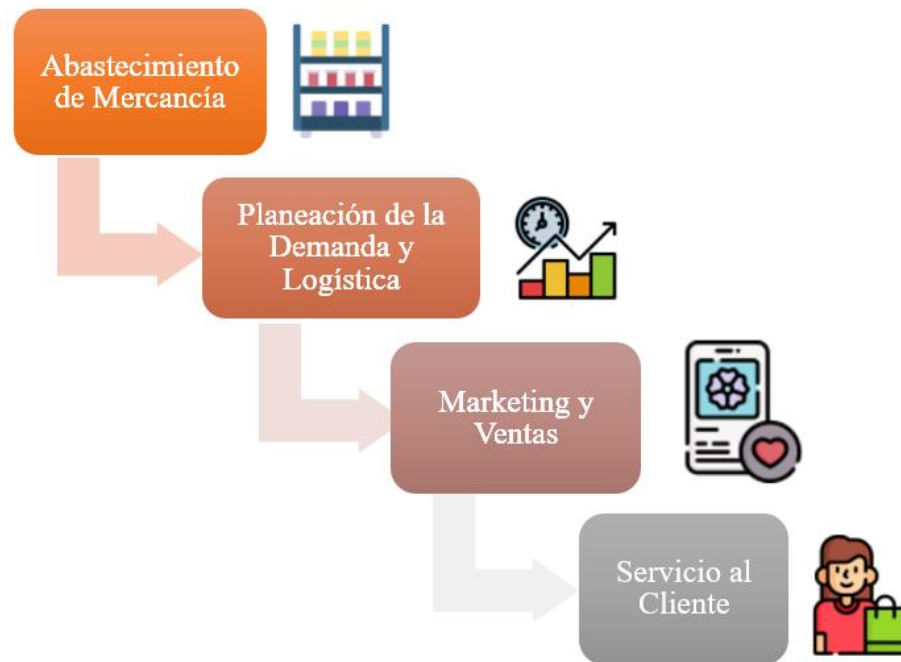 Abastecimiento
de Mercancía
Planeación de la
Demanda y
Logística
Marketing y
Ventas
Servicio al
Cliente